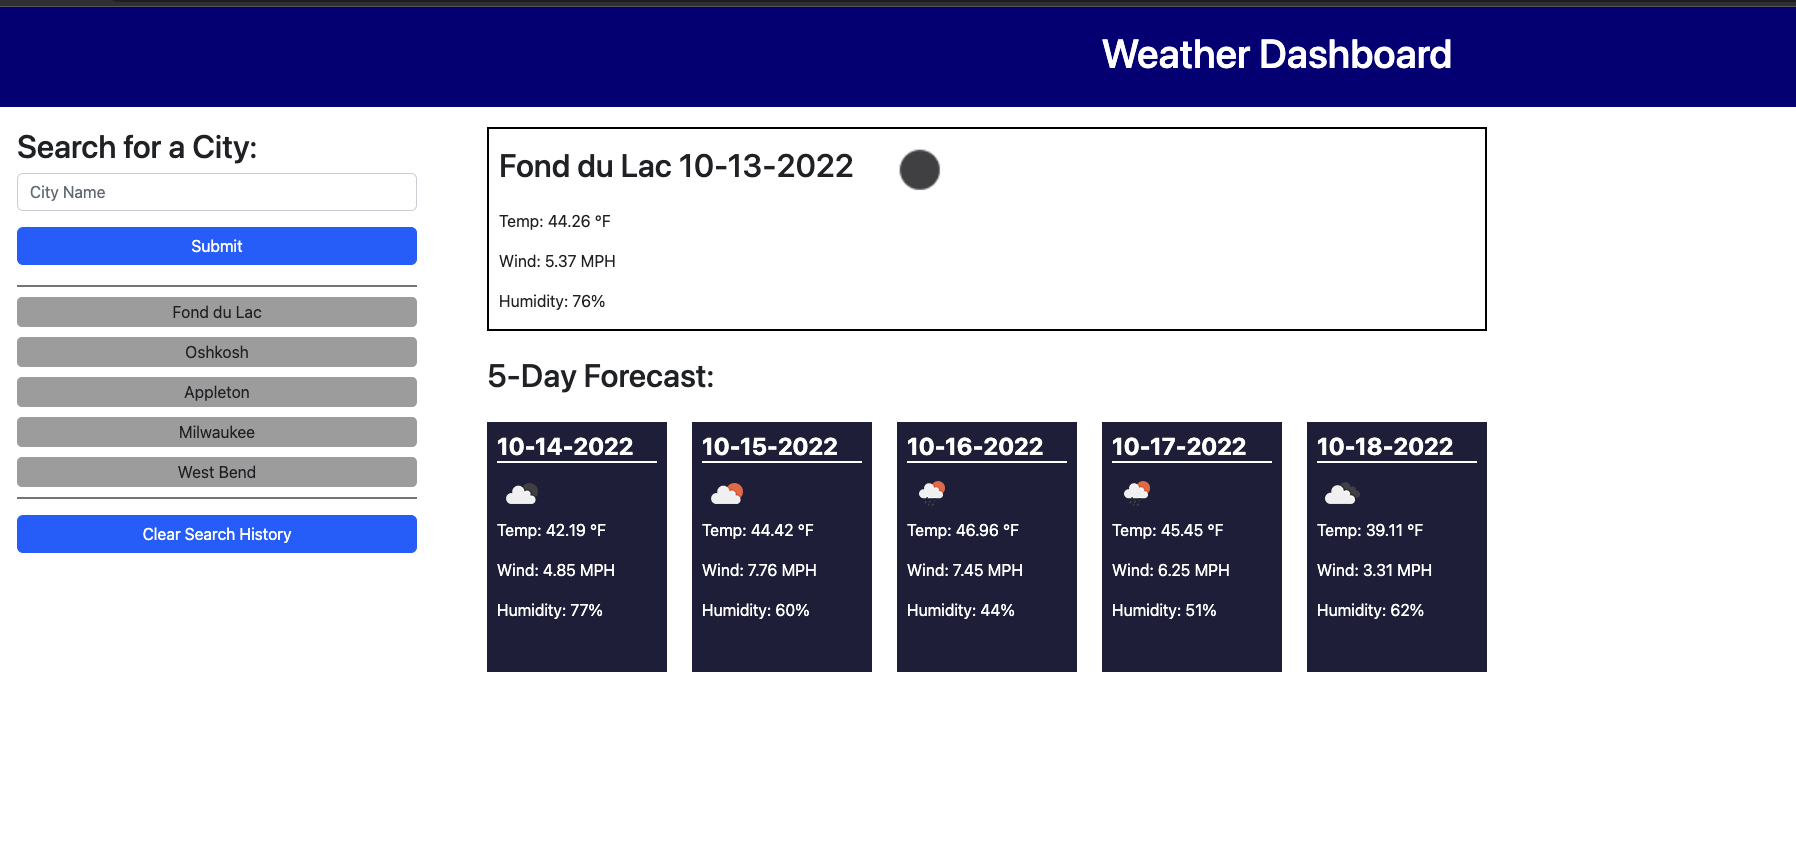 Weather Dashboard
Search for a City:
City Name
Submit
Fond du Lac
Oshkosh
Appleton
Milwaukee
West Bend
Clear Search History
Fond du Lac 10-13-2022
Temp: 44.26 °F
Wind: 5.37 MPH
Humidity: 76%
5-Day Forecast:
10-14-2022
Temp: 42.19 °F
Wind: 4.85 MPH
Humidity: 77%
10-15-2022
Temp: 44.42 °F
Wind: 7.76 MPH
Humidity: 60%
10-16-2022
Temp: 46.96 °F
Wind: 7.45 MPH
Humidity: 44%
10-17-2022
Temp: 45.45 °F
Wind: 6.25 MPH
Humidity: 51%
10-18-2022
Temp: 39.11 °F
Wind: 3.31 MPH
Humidity: 62%